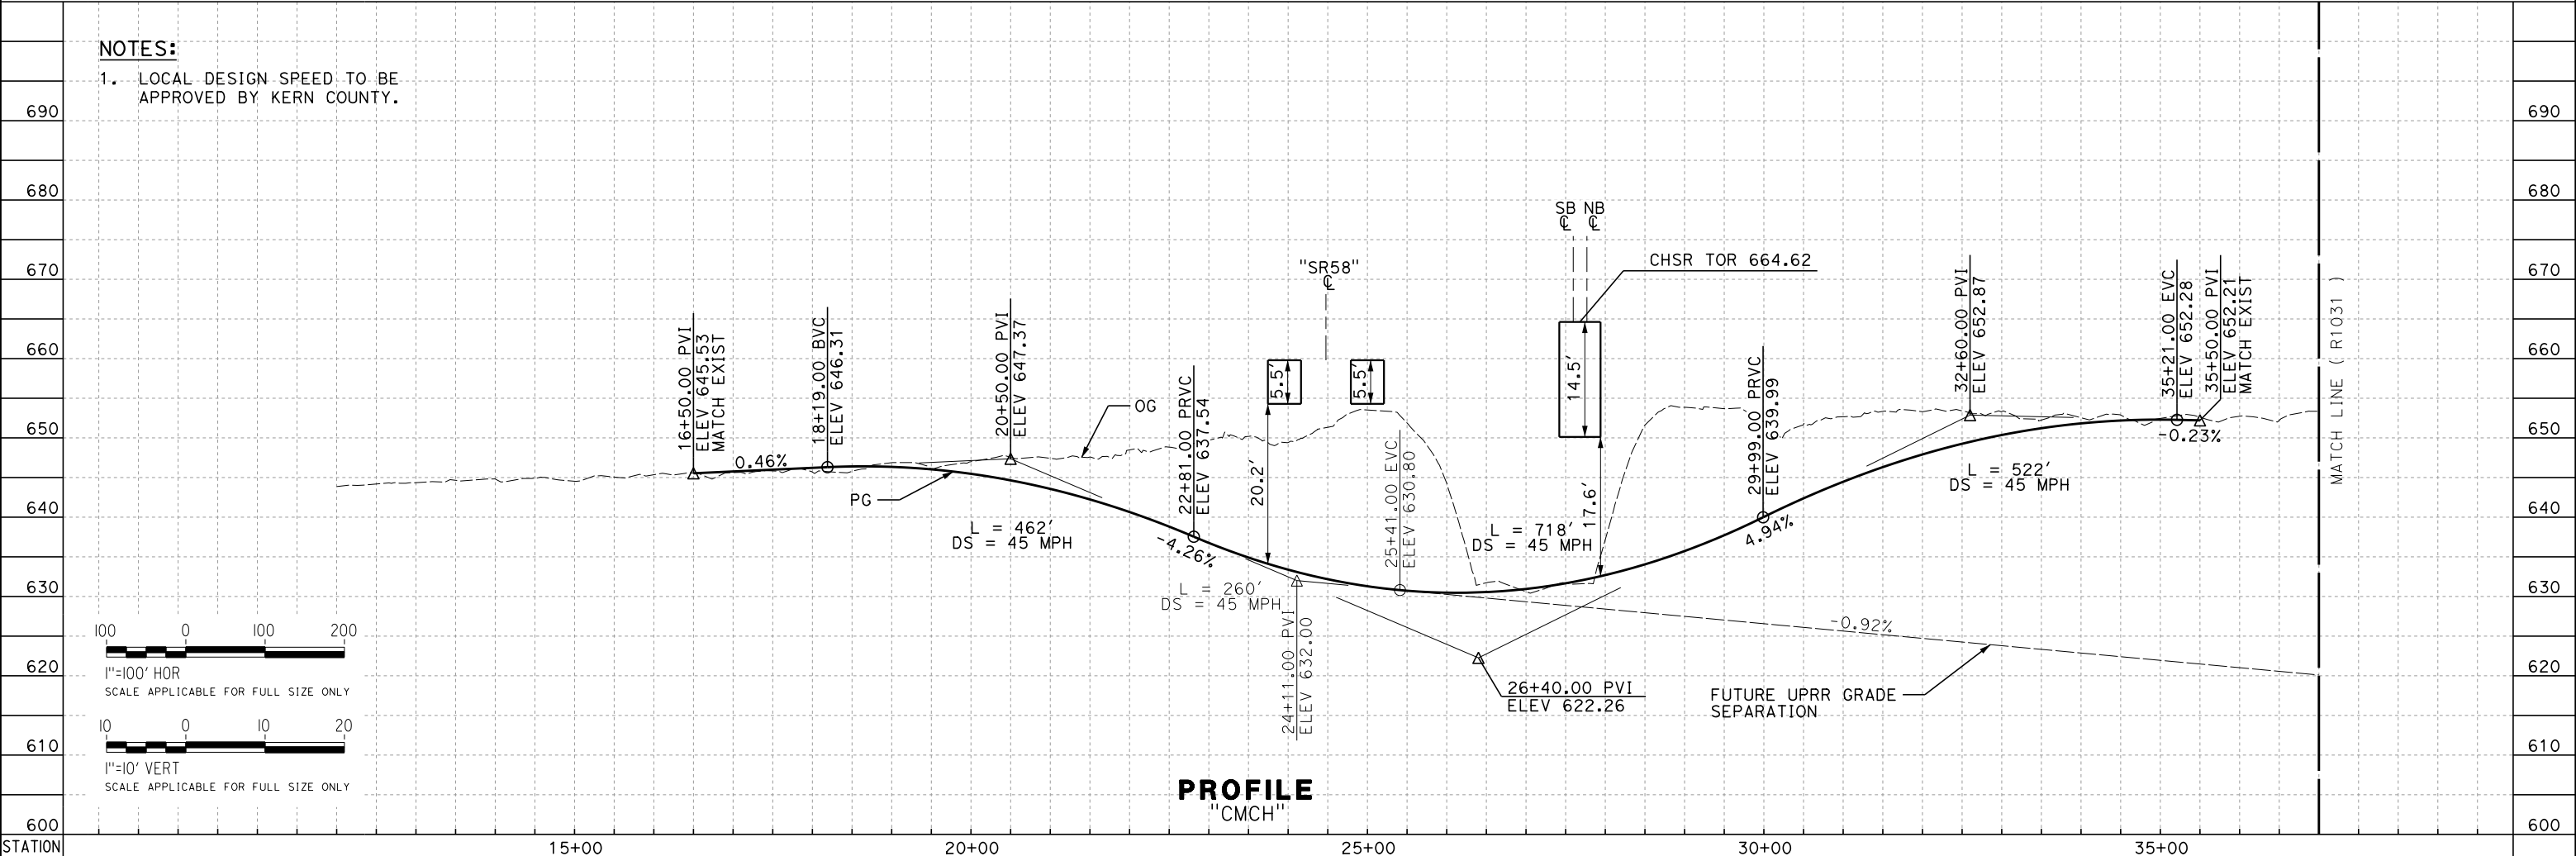 NOTES:
1. LOCAL DESIGN SPEED TO BE
APPROVED BY KERN COUNTY.
690
680
670
660
650
640
630
620
610
600
STATION
15+00
20+00
25+00
30+00
35+00
690
680
670
660
650
640
630
620
610
600
16+50.00 PVI
ELEV 645.53
MATCH EXIST
0.46%
18+19.00 BVC
ELEV 646.31
PG
20+50.00 PVI
ELEV 647.37
L = 462'
DS = 45 MPH
OG
22+81.00 PRVC
ELEV 637.54
-4.26%
L = 260'
DS = 45 MPH
20.2'
5.5'
"SR58"
℄
5.5'
24+11.00 PVI
ELEV 632.00
25+41.00 EVC
ELEV 630.80
L = 718'
DS = 45 MPH
26+40.00 PVI
ELEV 622.26
SB NB
℄ ℄
CHSR TOR 664.62
14.5'
17.6'
29+99.00 PRVC
ELEV 639.99
4.94%
-0.92%
FUTURE UPRR GRADE
SEPARATION
32+60.00 PVI
ELEV 652.87
L = 522'
DS = 45 MPH
35+21.00 EVC
ELEV 652.28
35+50.00 PVI
ELEV 652.21
MATCH EXIST
-0.23%
MATCH LINE ( R1031 )
100 0 100 200
1"=100' HOR
SCALE APPLICABLE FOR FULL SIZE ONLY
10 0 10 20
1"=10' VERT
SCALE APPLICABLE FOR FULL SIZE ONLY
PROFILE
"CMCH"